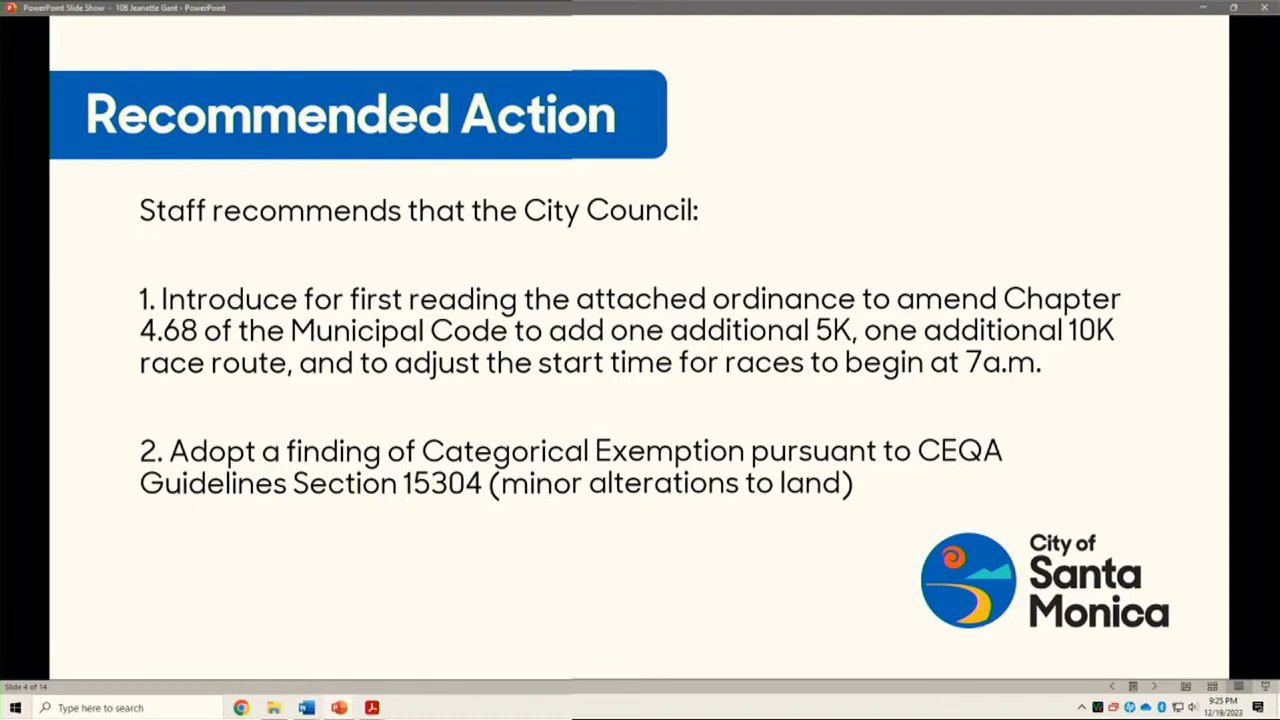 PowerPoint Slide Show - 10B Jeanette Gant - PowerPoint
Recommended Action
Staff recommends that the City Council:
1. Introduce for first reading the attached ordinance to amend Chapter
4.68 of the Municipal Code to add one additional 5K, one additional 10K
race route, and to adjust the start time for races to begin at 7a.m.
2. Adopt a finding of Categorical Exemption pursuant to CEQA
Guidelines Section 15304 (minor alterations to land)
City of
Santa
Monica
Slide 4 of 14
Type here to search
9:25 PM
12/19/2023